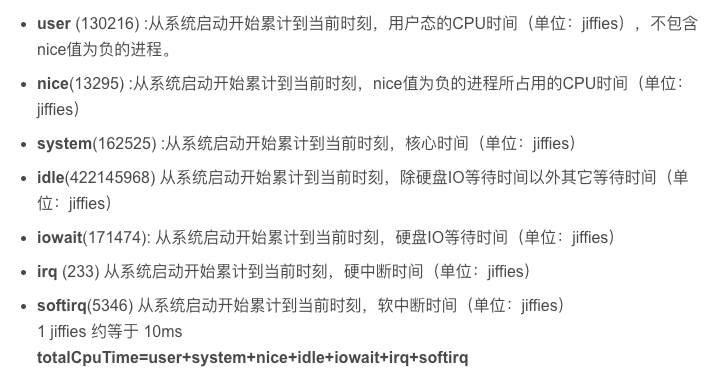 user (130216) :从系统启动开始累计到当前时刻，用户态的CPU时间（单位：jiffies），不包含
nice值为负的进程。
nice(13295) :从系统启动开始累计到当前时刻，nice值为负的进程所占用的CPU时间（单位：
jiffies）
system(162525) :从系统启动开始累计到当前时刻，核心时间（单位：jiffies）
idle(422145968) 从系统启动开始累计到当前时刻，除硬盘IO等待时间以外其它等待时间（单
位：jiffies）
iowait(171474): 从系统启动开始累计到当前时刻，硬盘IO等待时间（单位：jiffies）
irq (233) 从系统启动开始累计到当前时刻，硬中断时间（单位：jiffies）
softirq(5346) 从系统启动开始累计到当前时刻，软中断时间（单位：jiffies）
1 jiffies 约等于 10ms
totalCpuTime=user+system+nice+idle+iowait+irq+softirq